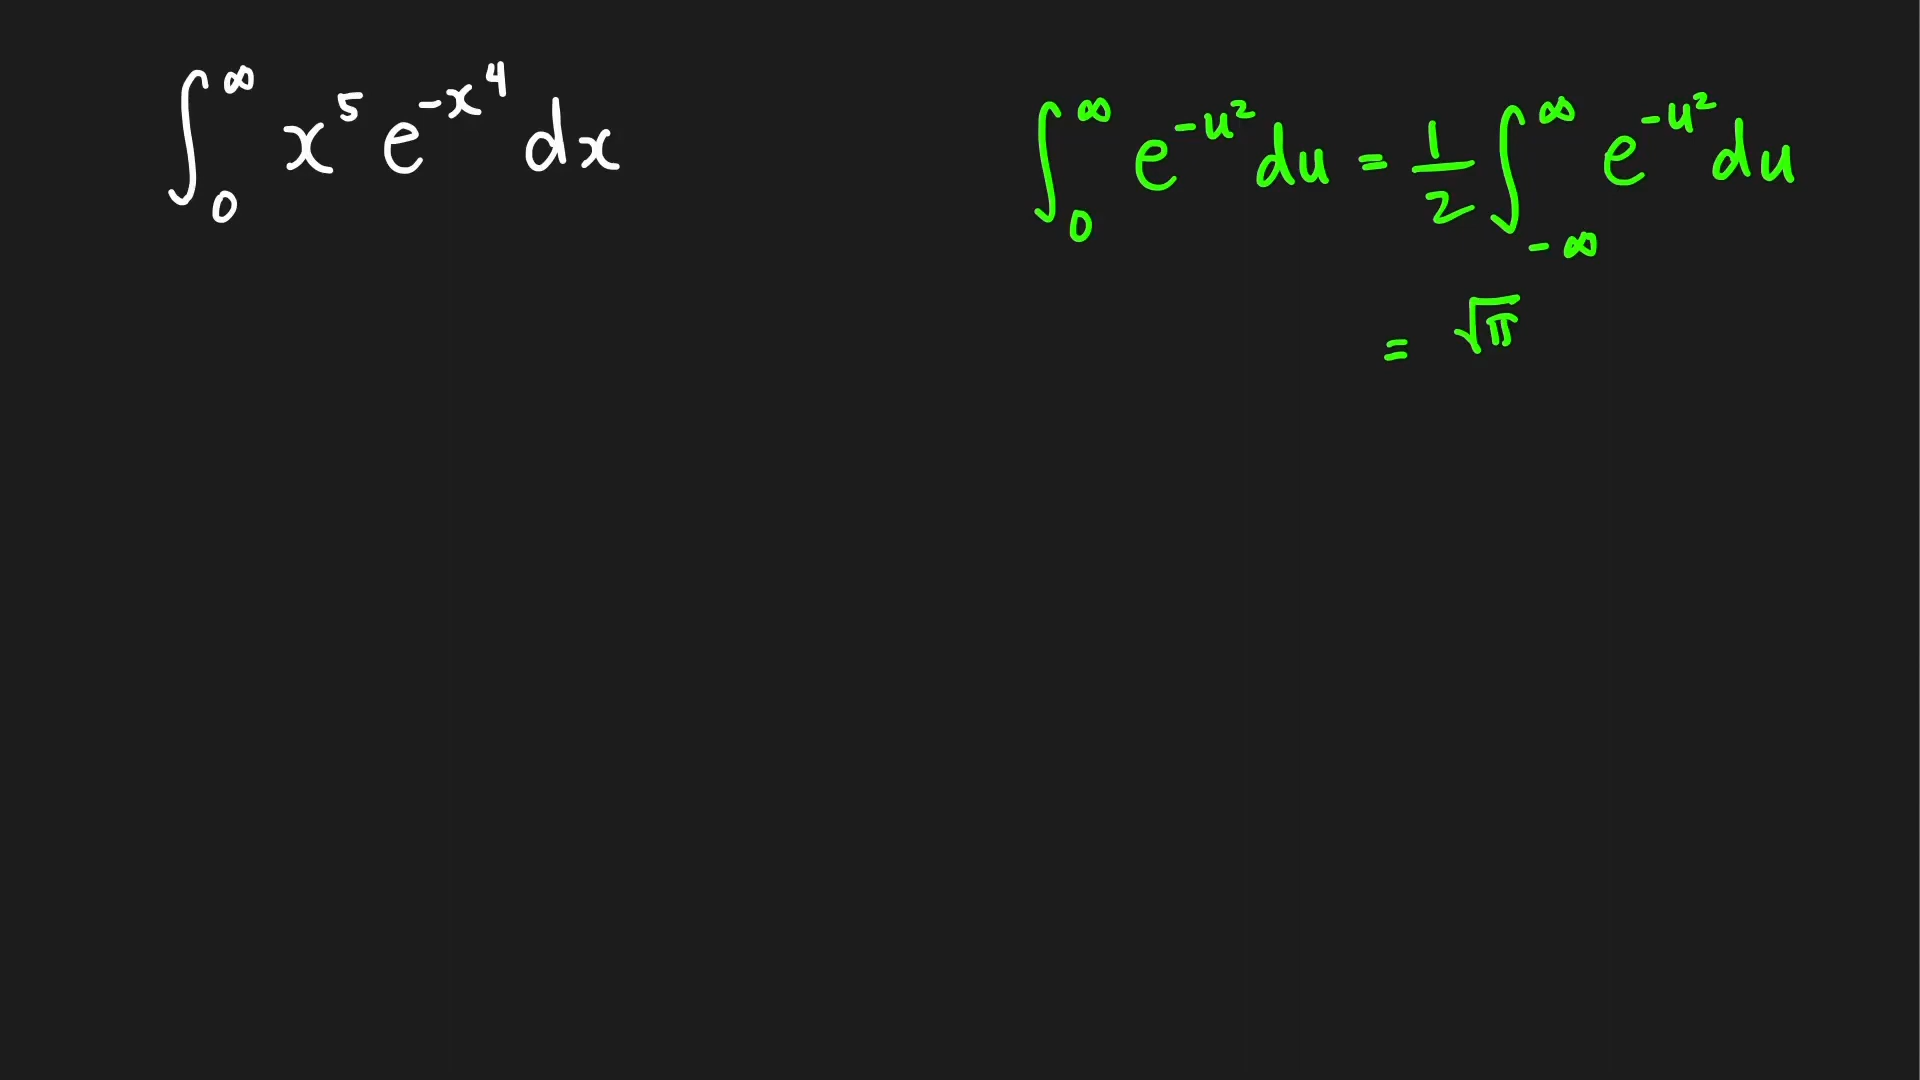 ∫₀^∞ x⁵ e^(-x⁴) dx
∫₀^∞ e^(-u²) du = 1/2 ∫_(-∞)^∞ e^(-u²) du
= √π